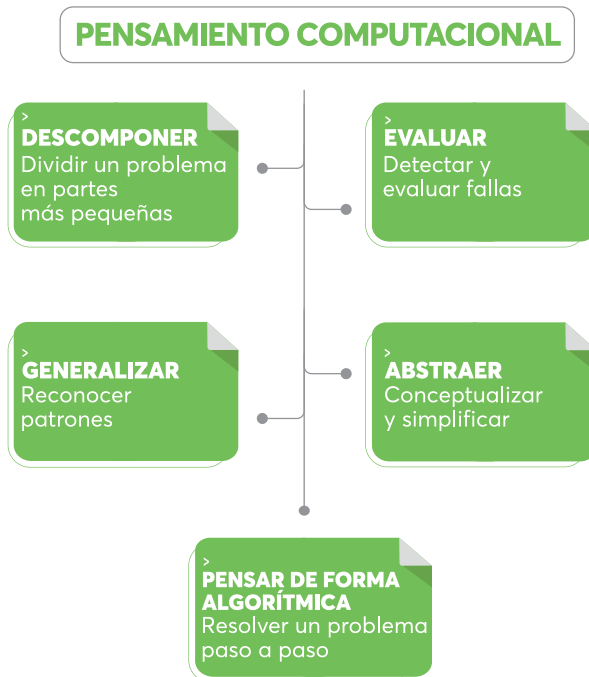 PENSAMIENTO COMPUTACIONAL
>
DESCOMPONER
Dividir un problema
en partes
más pequeñas
>
EVALUAR
Detectar y
evaluar fallas
>
GENERALIZAR
Reconocer
patrones
>
ABSTRAER
Conceptualizar
y simplificar
>
PENSAR DE FORMA
ALGORÍTMICA
Resolver un problema
paso a paso